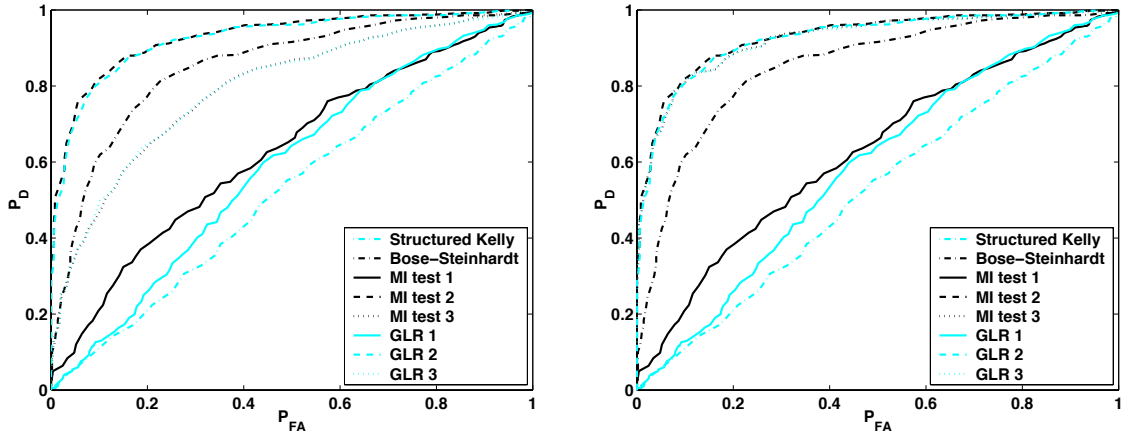 1
0.8
0.6
0.4
0.2
0
P_D
0 0.2 0.4 0.6 0.8 1
P_FA
Structured Kelly
Bose−Steinhardt
MI test 1
MI test 2
MI test 3
GLR 1
GLR 2
GLR 3
1
0.8
0.6
0.4
0.2
0
P_D
0 0.2 0.4 0.6 0.8 1
P_FA
Structured Kelly
Bose−Steinhardt
MI test 1
MI test 2
MI test 3
GLR 1
GLR 2
GLR 3